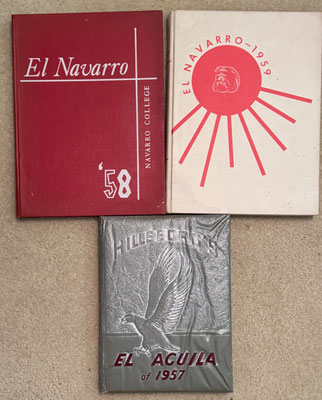 El Navarro
NAVARRO COLLEGE
'58
EL NAVARRO-1959
HILLSBORO'S
EL AGUILA
of 1957